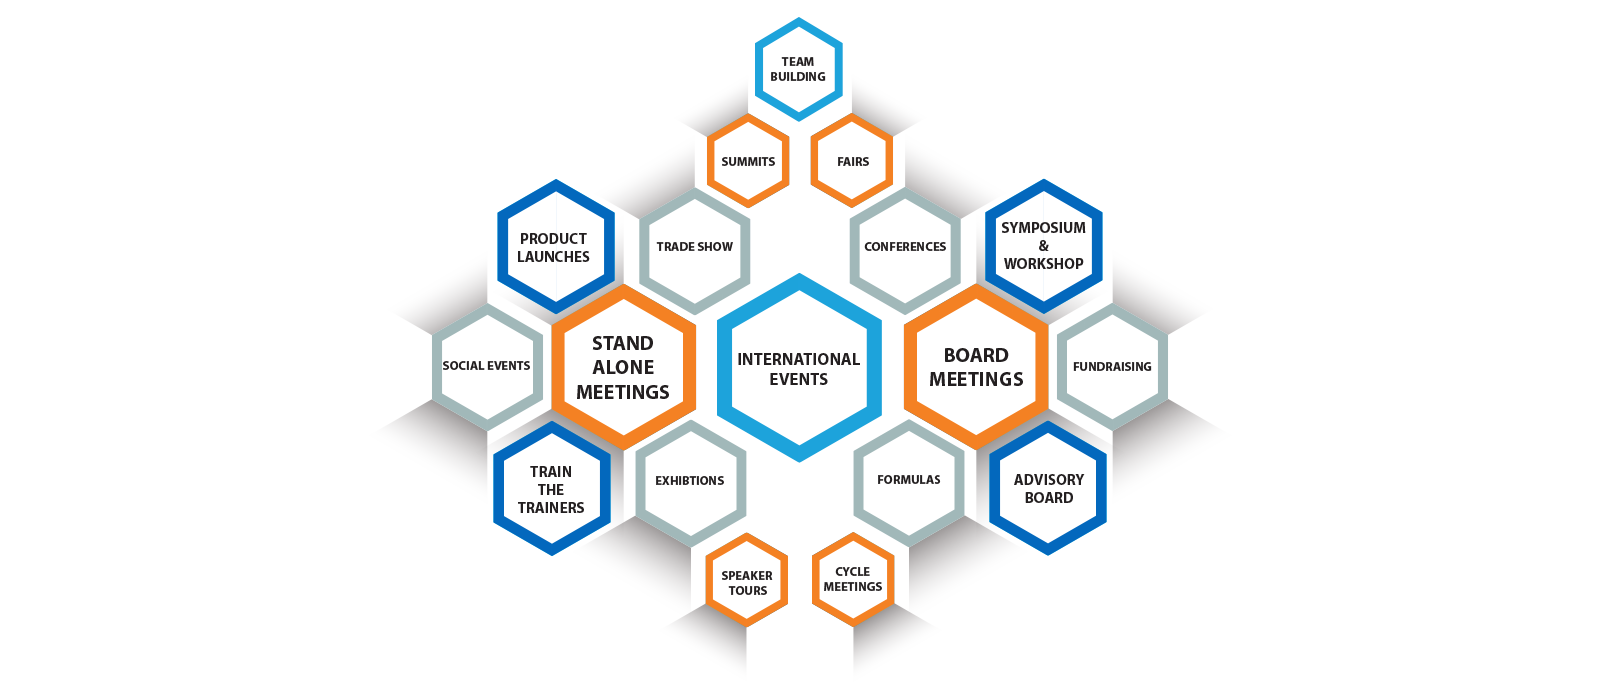 TEAM
BUILDING
SUMMITS
FAIRS
PRODUCT
LAUNCHES
TRADE SHOW
CONFERENCES
SYMPOSIUM
&
WORKSHOP
SOCIAL EVENTS
STAND
ALONE
MEETINGS
INTERNATIONAL
EVENTS
BOARD
MEETINGS
FUNDRAISING
TRAIN
THE
TRAINERS
EXHIBTIONS
FORMULAS
ADVISORY
BOARD
SPEAKER
TOURS
CYCLE
MEETINGS